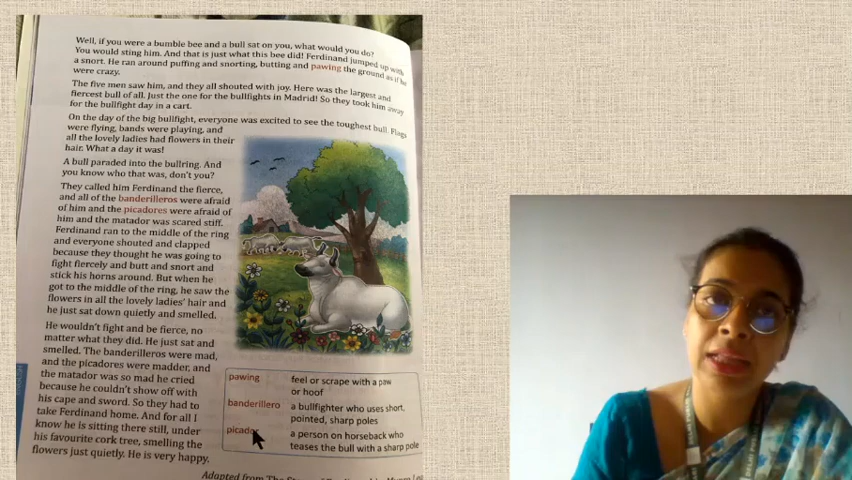 Well, if you were a bumble bee and a bull sat on you, what would you do?
You would sting him. And that is just what this bee did! Ferdinand jumped up with
a snort. He ran around puffing and snorting, butting and pawing the ground as if he
were crazy.
The five men saw him, and they all shouted with joy. Here was the largest and
fiercest bull of all. Just the one for the bullfights in Madrid! So they took him away
for the bullfight day in a cart.
On the day of the big bullfight, everyone was excited to see the toughest bull. Flags
were flying, bands were playing, and
all the lovely ladies had flowers in their
hair. What a day it was!
A bull paraded into the bullring. And
you know who that was, don't you?
They called him Ferdinand the fierce,
and all of the banderilleros were afraid
of him and the picadores were afraid of
him and the matador was scared stiff.
Ferdinand ran to the middle of the ring
and everyone shouted and clapped
because they thought he was going to
fight fiercely and butt and snort and
stick his horns around. But when he
got to the middle of the ring, he saw the
flowers in all the lovely ladies' hair and
he just sat down quietly and smelled.
He wouldn't fight and be fierce, no
matter what they did. He just sat and
smelled. The banderilleros were mad,
and the picadores were madder, and
the matador was so mad he cried
because he couldn't show off with
his cape and sword. So they had to
take Ferdinand home. And for all I
know he is sitting there still, under
his favourite cork tree, smelling the
flowers just quietly. He is very happy.
pawing feel or scrape with a paw
or hoof
banderillero a bullfighter who uses short,
pointed, sharp poles
picador a person on horseback who
teases the bull with a sharp pole
Adapted from The